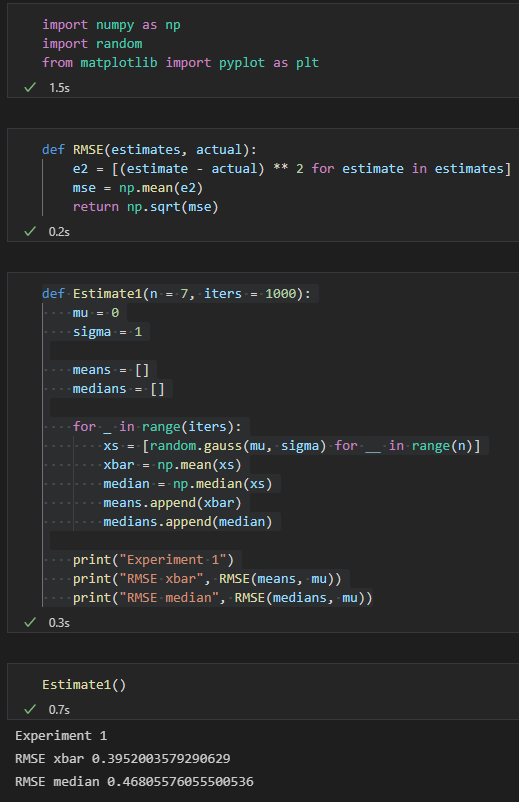 import numpy as np
import random
from matplotlib import pyplot as plt
✓ 1.5s
def RMSE(estimates, actual):
    e2 = [(estimate - actual) ** 2 for estimate in estimates]
    mse = np.mean(e2)
    return np.sqrt(mse)
✓ 0.2s
def Estimate1(n = 7, iters = 1000):
    mu = 0
    sigma = 1
    means = []
    medians = []
    for _ in range(iters):
        xs = [random.gauss(mu, sigma) for __ in range(n)]
        xbar = np.mean(xs)
        median = np.median(xs)
        means.append(xbar)
        medians.append(median)
    print("Experiment 1")
    print("RMSE xbar", RMSE(means, mu))
    print("RMSE median", RMSE(medians, mu))
✓ 0.3s
Estimate1()
✓ 0.7s
Experiment 1
RMSE xbar 0.3952003579290629
RMSE median 0.46805576055500536